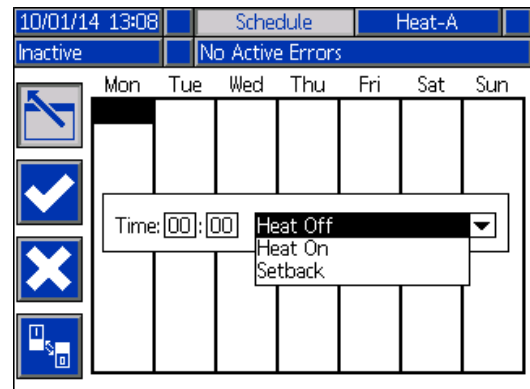 10/01/14 13:08 Schedule Heat-A
Inactive No Active Errors
Mon Tue Wed Thu Fri Sat Sun
Time: 00 : 00 Heat Off
Heat On
Setback